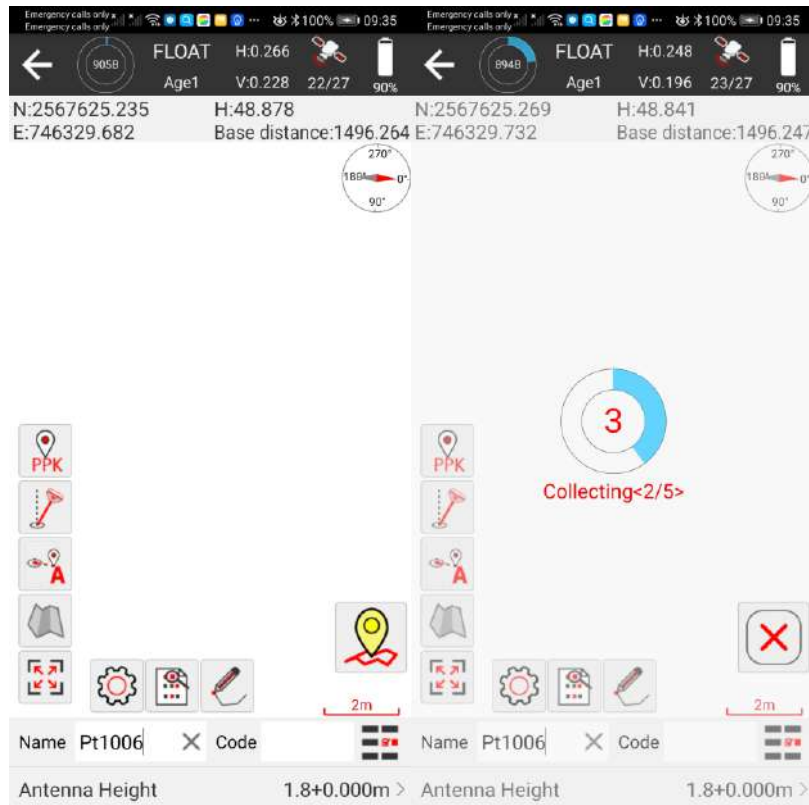 Emergency calls only
Emergency calls only
100%
09:35
905B
FLOAT
H:0.266
Age1
V:0.228
22/27
90%
N:2567625.235
H:48.878
E:746329.682
Base distance:1496.264
270°
0°
90°
PPK
A
2m
Name
Pt1006
Code
Antenna Height
1.8+0.000m
Emergency calls only
Emergency calls only
100%
09:35
894B
FLOAT
H:0.248
Age1
V:0.196
23/27
90%
N:2567625.269
H:48.841
E:746329.732
Base distance:1496.247
270°
0°
90°
3
Collecting<2/5>
PPK
A
2m
Name
Pt1006
Code
Antenna Height
1.8+0.000m